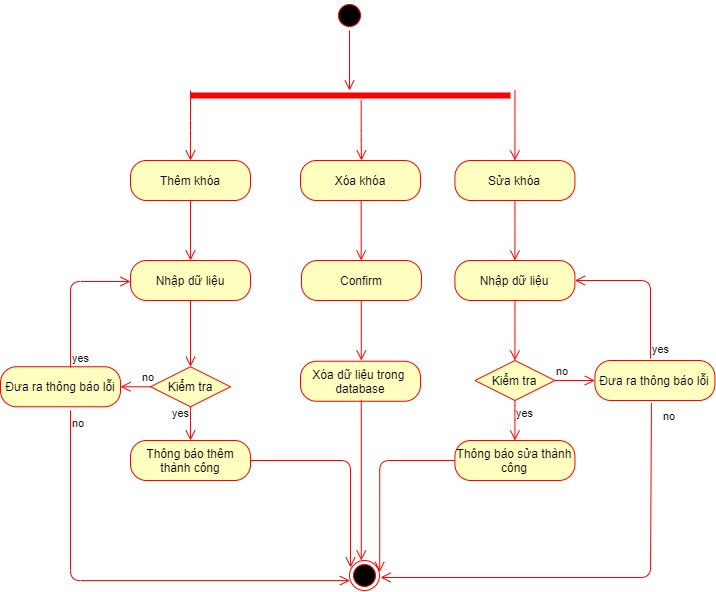 Thêm khóa
Xóa khóa
Sửa khóa
Nhập dữ liệu
Confirm
Nhập dữ liệu
yes
yes
Đưa ra thông báo lỗi
no
Kiểm tra
Xóa dữ liệu trong
database
Kiểm tra
no
Đưa ra thông báo lỗi
no
yes
yes
no
Thông báo thêm
thành công
Thông báo sửa thành
công